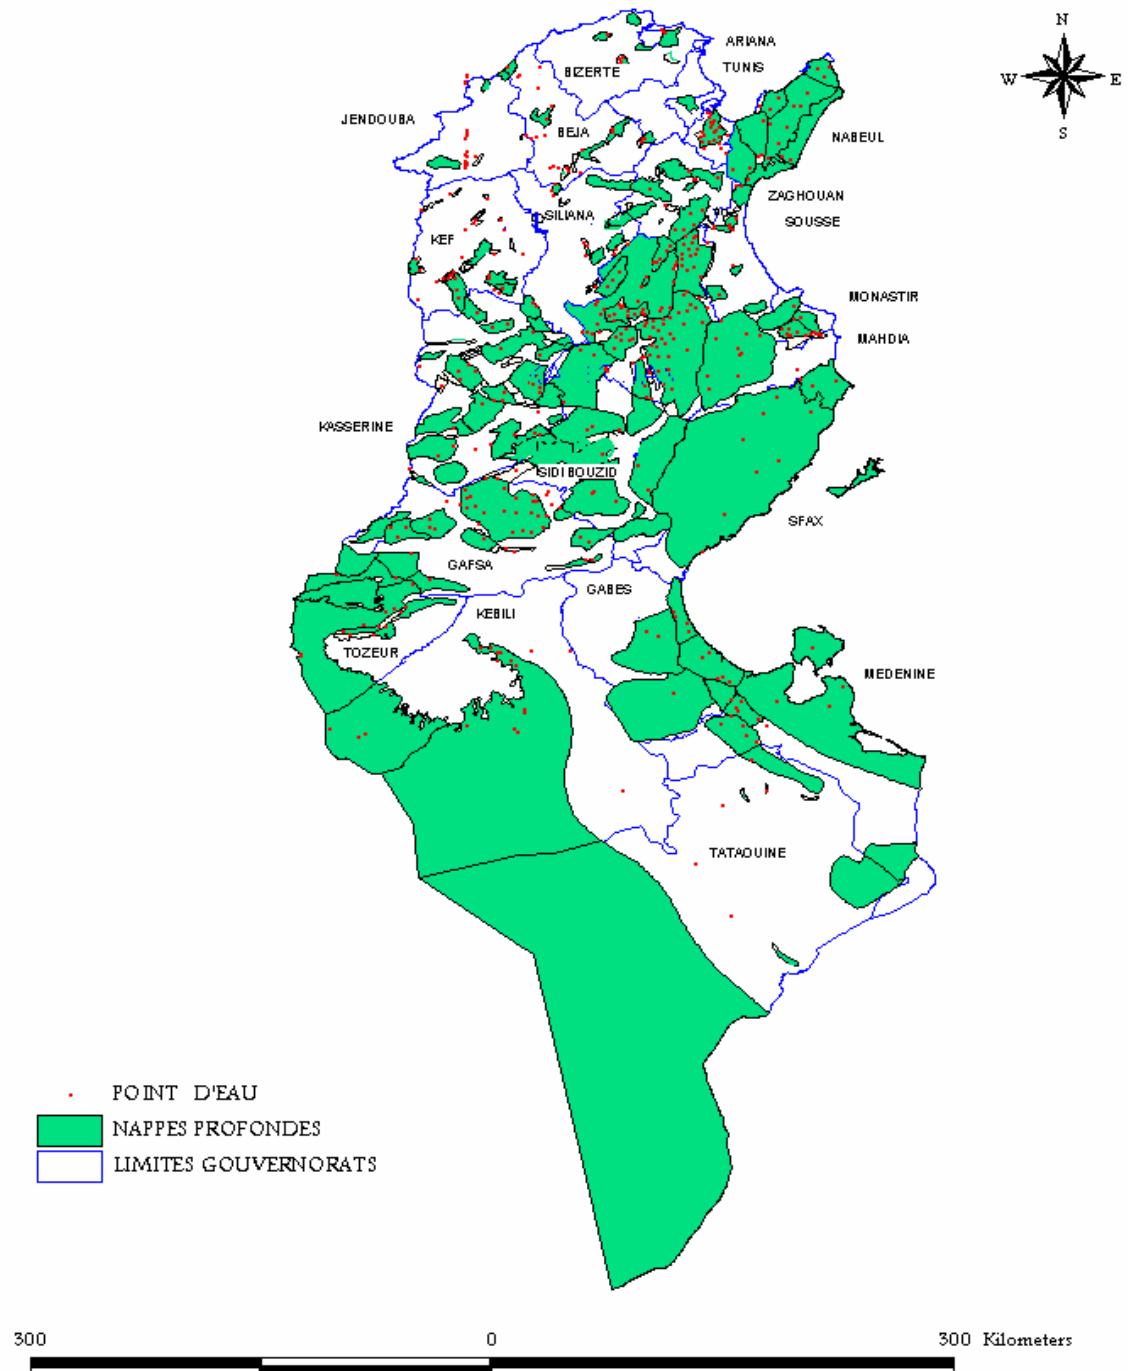 N
W E
S
ARIANA
TUNIS
BIZERTE
JENDOUBA
BEJA
NABEUL
ZAGHOUAN
SILIANA
SOUSSE
KEF
MONASTIR
MAHDIA
KASSERINE
SIDI BOUZID
SFAX
GAFSA
GABES
KEBILI
TOZEUR
MEDENINE
TATAOUINE
POINT D'EAU
NAPPES PROFONDES
LIMITES GOUVERNORATS
300 0 300 Kilometers